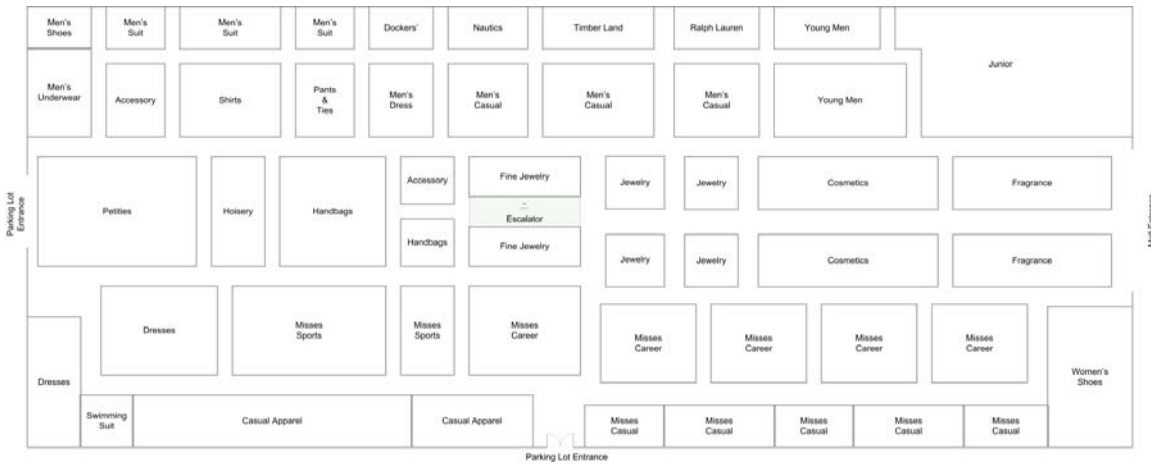 Men's
Shoes
Men's
Suit
Men's
Suit
Men's
Suit
Dockers'
Nautics
Timber Land
Ralph Lauren
Young Men
Junior
Men's
Underwear
Accessory
Shirts
Pants
&
Ties
Men's
Dress
Men's
Casual
Men's
Casual
Men's
Casual
Young Men
Parking Lot
Entrance
Petities
Hoisery
Handbags
Accessory
Handbags
Fine Jewelry
Escalator
Fine Jewelry
Jewelry
Jewelry
Cosmetics
Fragrance
Jewelry
Jewelry
Cosmetics
Fragrance
Mall Entrance
Dresses
Dresses
Misses
Sports
Misses
Sports
Misses
Career
Misses
Career
Misses
Career
Misses
Career
Misses
Career
Women's
Shoes
Swimming
Suit
Casual Apparel
Casual Apparel
Misses
Casual
Misses
Casual
Misses
Casual
Misses
Casual
Misses
Casual
Parking Lot Entrance